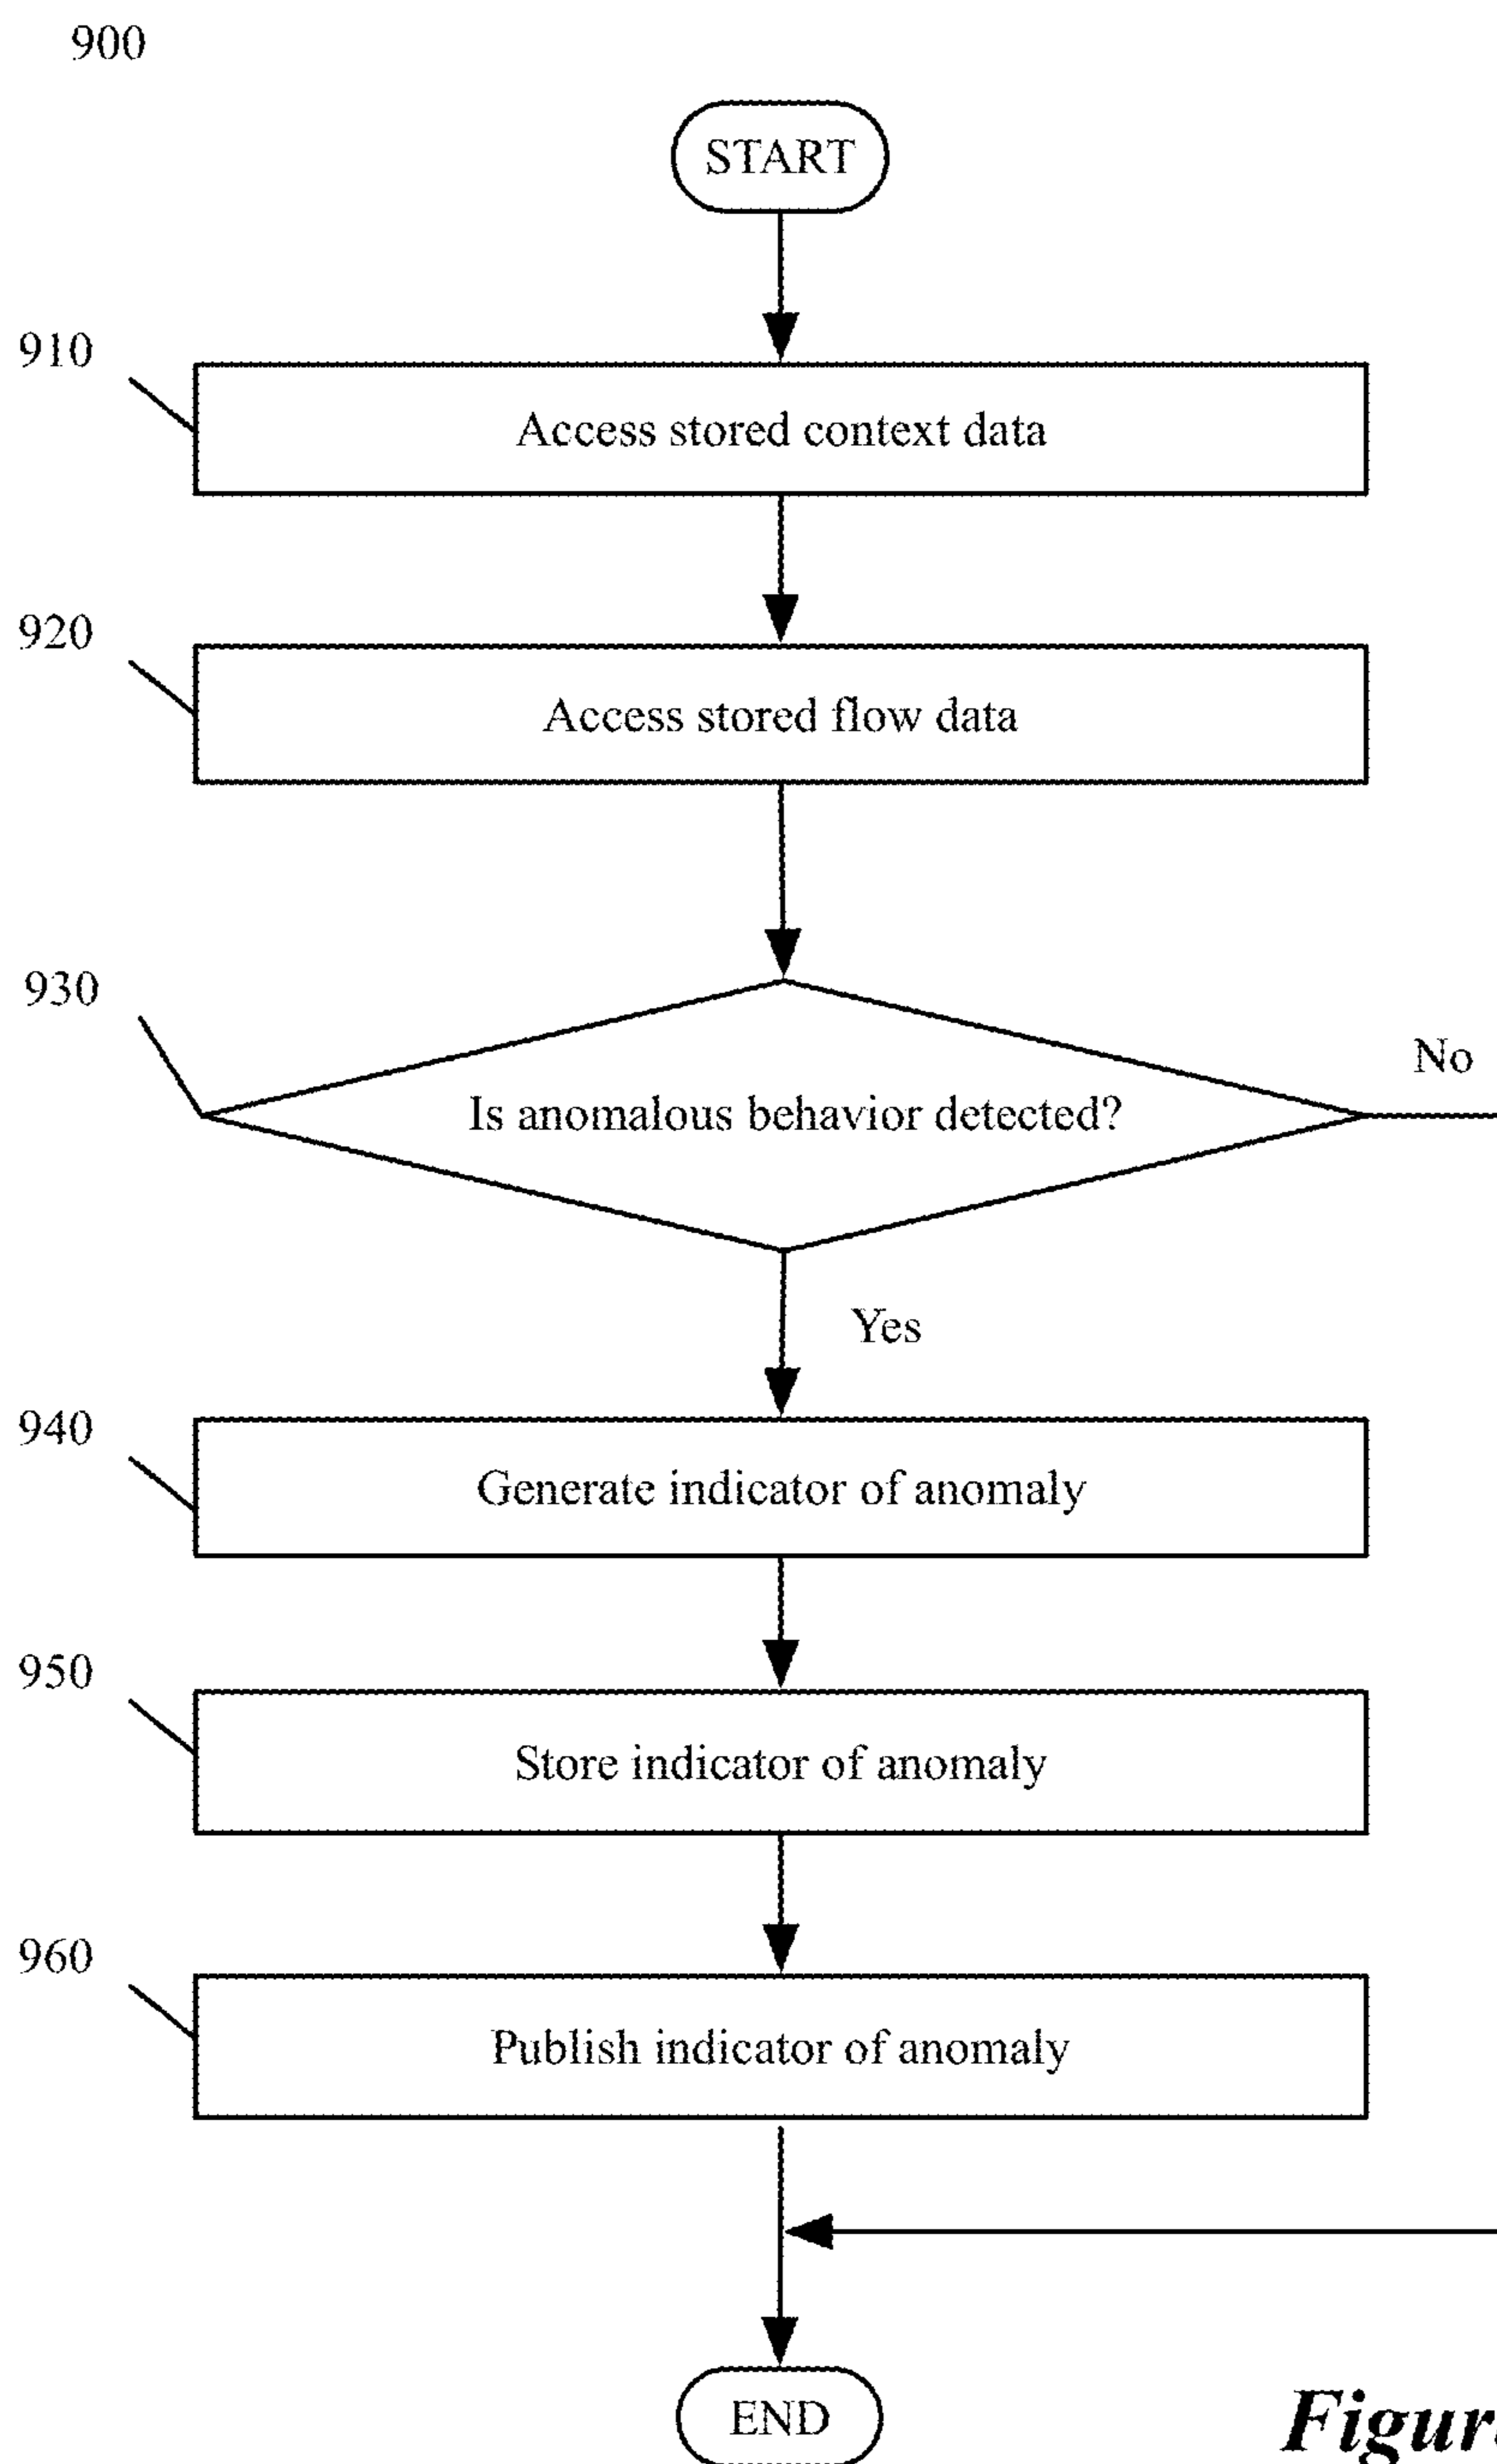 900
START
910
Access stored context data
920
Access stored flow data
930
No
Is anomalous behavior detected?
Yes
940
Generate indicator of anomaly
950
Store indicator of anomaly
960
Publish indicator of anomaly
END